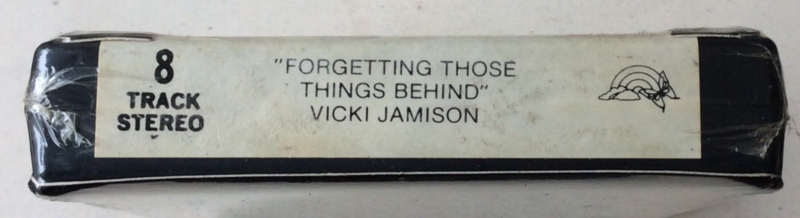 8
TRACK
STEREO
"FORGETTING THOSE
THINGS BEHIND"
VICKI JAMISON